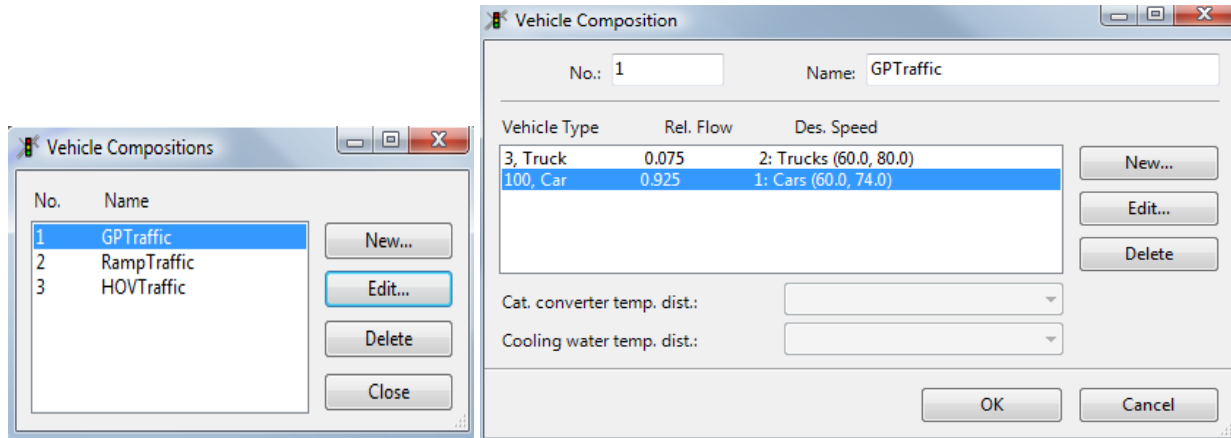 Vehicle Compositions
No. Name
1 GPTraffic
2 RampTraffic
3 HOVTraffic
New...
Edit...
Delete
Close
Vehicle Composition
No.: 1 Name: GPTraffic
Vehicle Type Rel. Flow Des. Speed
3, Truck 0.075 2: Trucks (60.0, 80.0)
100, Car 0.925 1: Cars (60.0, 74.0)
New...
Edit...
Delete
Cat. converter temp. dist.:
Cooling water temp. dist.:
OK Cancel